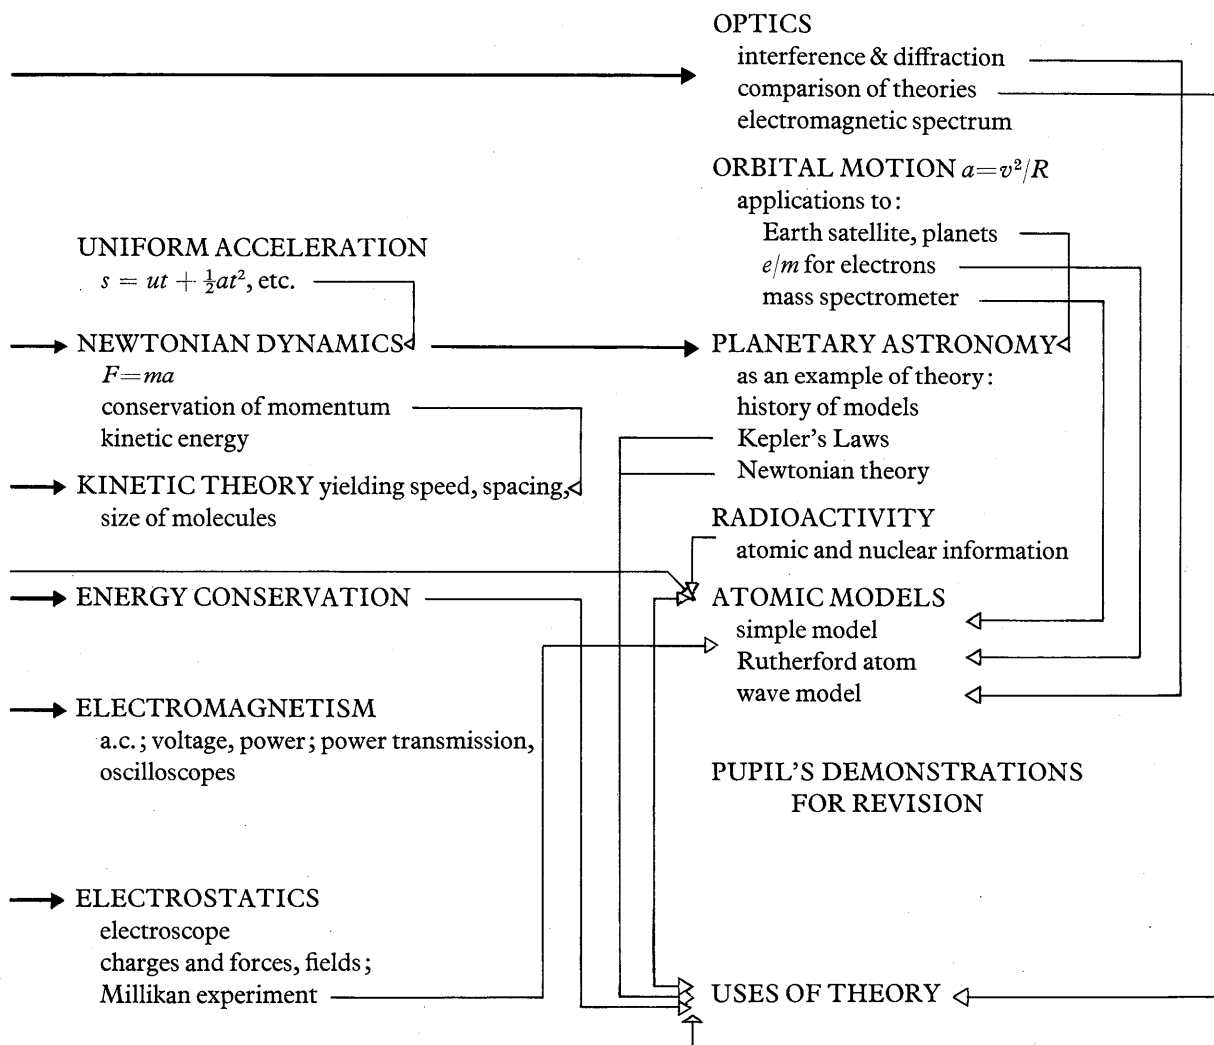 OPTICS
interference & diffraction
comparison of theories
electromagnetic spectrum
ORBITAL MOTION a=v²/R
applications to:
Earth satellite, planets
e/m for electrons
mass spectrometer
UNIFORM ACCELERATION
s = ut + ½at², etc.
NEWTONIAN DYNAMICS
F=ma
conservation of momentum
kinetic energy
KINETIC THEORY yielding speed, spacing,
size of molecules
ENERGY CONSERVATION
ELECTROMAGNETISM
a.c.; voltage, power; power transmission,
oscilloscopes
ELECTROSTATICS
electroscope
charges and forces, fields;
Millikan experiment
PLANETARY ASTRONOMY
as an example of theory:
history of models
Kepler's Laws
Newtonian theory
RADIOACTIVITY
atomic and nuclear information
ATOMIC MODELS
simple model
Rutherford atom
wave model
PUPIL'S DEMONSTRATIONS
FOR REVISION
USES OF THEORY